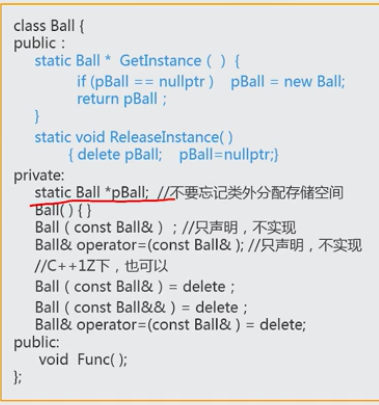 class Ball {
public :
static Ball * GetInstance ( ) {
if (pBall == nullptr ) pBall = new Ball;
return pBall ;
}
static void ReleaseInstance( )
{ delete pBall; pBall=nullptr;}
private:
static Ball *pBall; //不要忘记类外分配存储空间
Ball( ) { }
Ball ( const Ball& ) ; //只声明，不实现
Ball& operator=(const Ball& ); //只声明，不实现
//C++1Z下，也可以
Ball ( const Ball& ) = delete ;
Ball ( const Ball&& ) = delete ;
Ball& operator=(const Ball& ) = delete;
public:
void Func( );
};